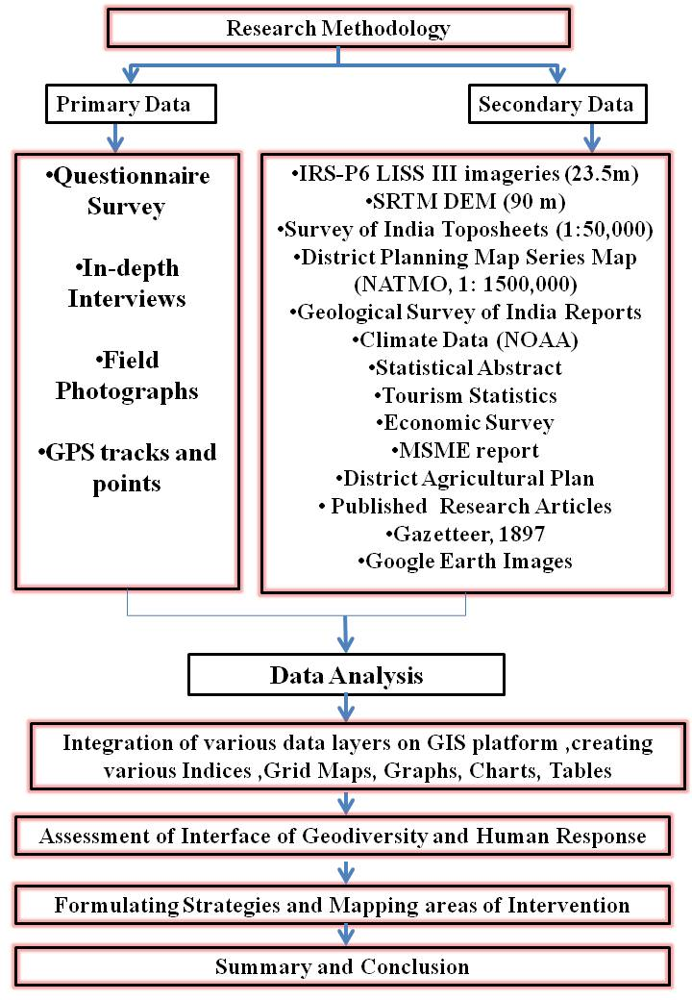 Research Methodology
Primary Data
Secondary Data
•Questionnaire
Survey
•In-depth
Interviews
•Field
Photographs
•GPS tracks and
points
•IRS-P6 LISS III imageries (23.5m)
•SRTM DEM (90 m)
•Survey of India Toposheets (1:50,000)
•District Planning Map Series Map
(NATMO, 1: 1500,000)
•Geological Survey of India Reports
•Climate Data (NOAA)
•Statistical Abstract
•Tourism Statistics
•Economic Survey
•MSME report
•District Agricultural Plan
• Published Research Articles
•Gazetteer, 1897
•Google Earth Images
Data Analysis
Integration of various data layers on GIS platform ,creating
various Indices ,Grid Maps, Graphs, Charts, Tables
Assessment of Interface of Geodiversity and Human Response
Formulating Strategies and Mapping areas of Intervention
Summary and Conclusion